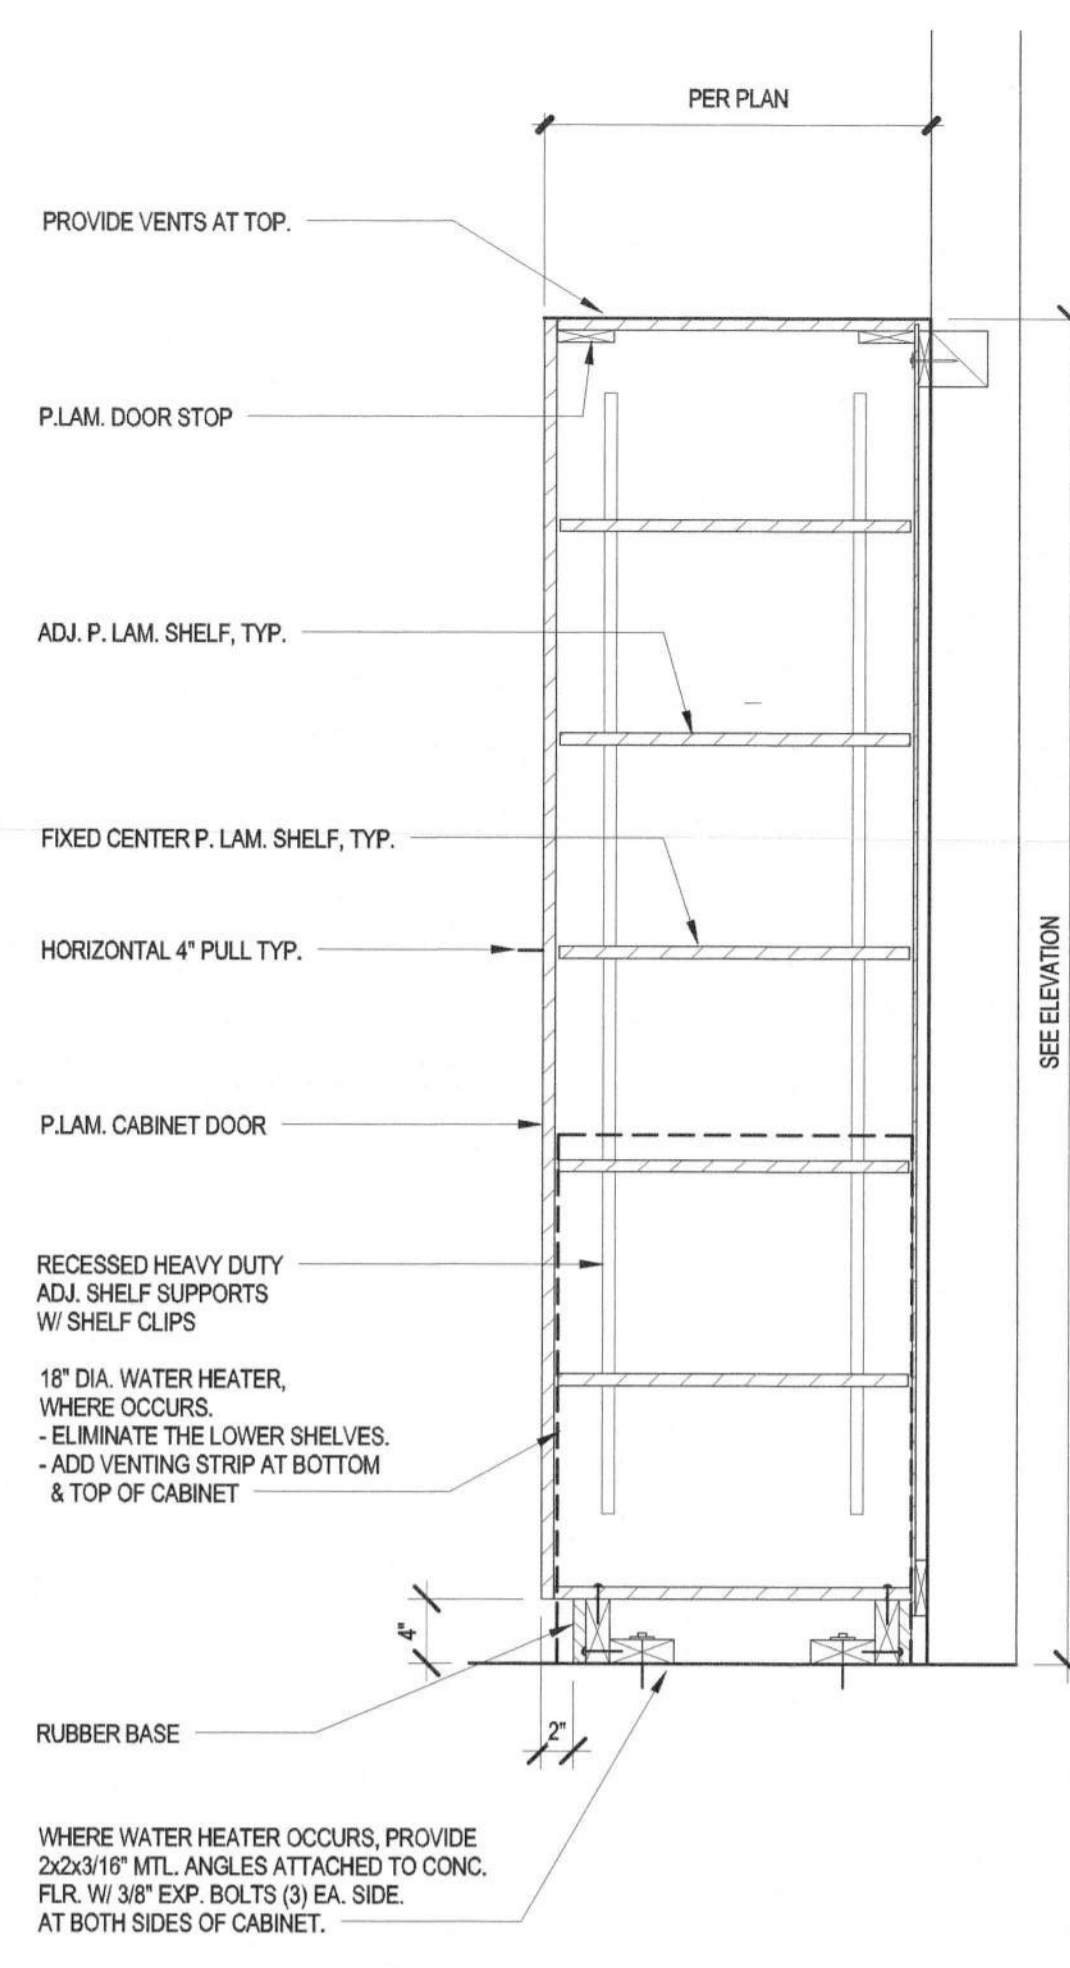 PER PLAN
PROVIDE VENTS AT TOP.
P.LAM. DOOR STOP
ADJ. P. LAM. SHELF, TYP.
FIXED CENTER P. LAM. SHELF, TYP.
HORIZONTAL 4" PULL TYP.
SEE ELEVATION
P.LAM. CABINET DOOR
RECESSED HEAVY DUTY
ADJ. SHELF SUPPORTS
W/ SHELF CLIPS
18" DIA. WATER HEATER,
WHERE OCCURS.
- ELIMINATE THE LOWER SHELVES.
- ADD VENTING STRIP AT BOTTOM
& TOP OF CABINET
4"
RUBBER BASE
2"
WHERE WATER HEATER OCCURS, PROVIDE
2x2x3/16" MTL. ANGLES ATTACHED TO CONC.
FLR. W/ 3/8" EXP. BOLTS (3) EA. SIDE.
AT BOTH SIDES OF CABINET.